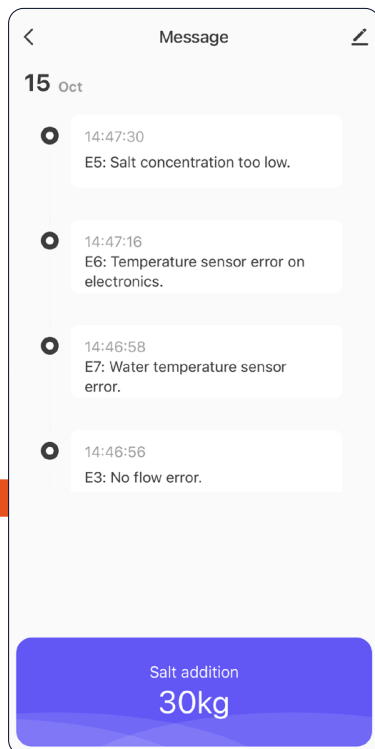 Message
15 Oct
14:47:30
E5: Salt concentration too low.
14:47:16
E6: Temperature sensor error on
electronics.
14:46:58
E7: Water temperature sensor
error.
14:46:56
E3: No flow error.
Salt addition
30kg